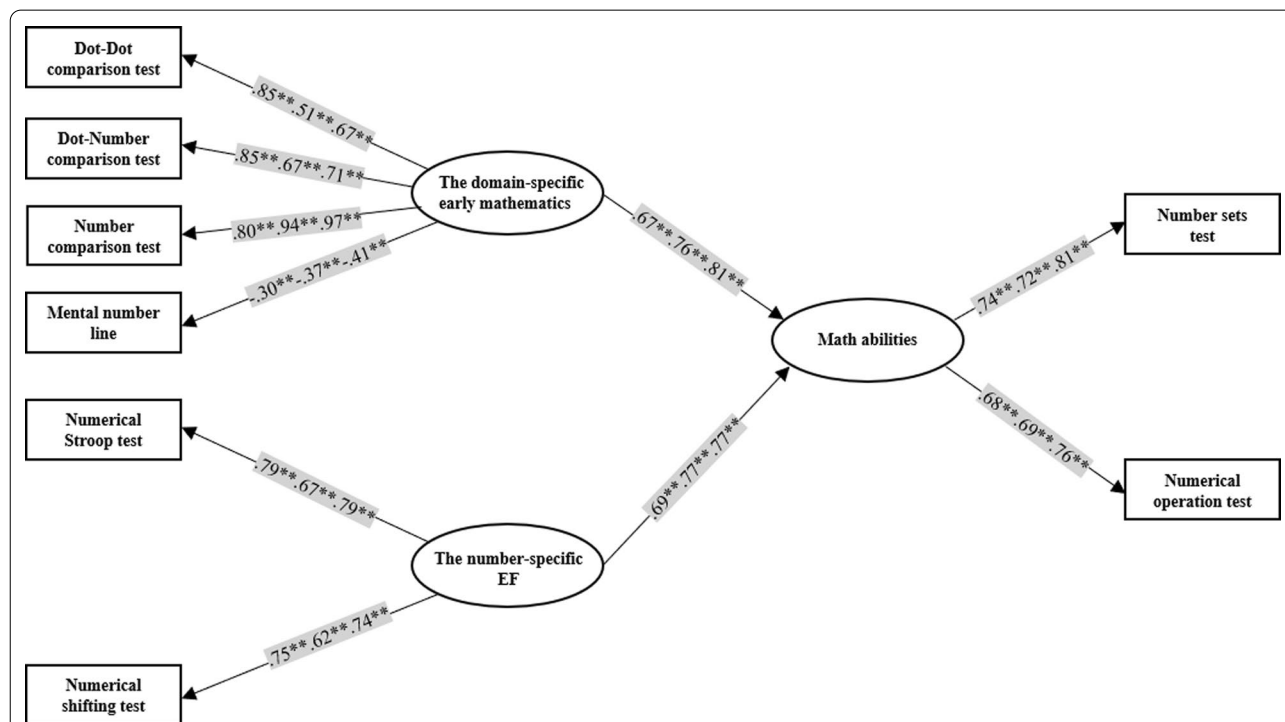 Dot-Dot
comparison test
.85**.51**.67**
Dot-Number
comparison test
.85**.67**.71**
The domain-specific
early mathematics
Number
comparison test
.80**.94**.97**
Mental number
line
-.30**-.37**-.41**
.67**.76**.81**
Number sets
test
.74**.72**.81**
Math abilities
Numerical
Stroop test
.79**.67**.79**
.69**.77**.77**
.68**.69**.76**
Numerical
operation test
The number-specific
EF
.75**.62**.74**
Numerical
shifting test